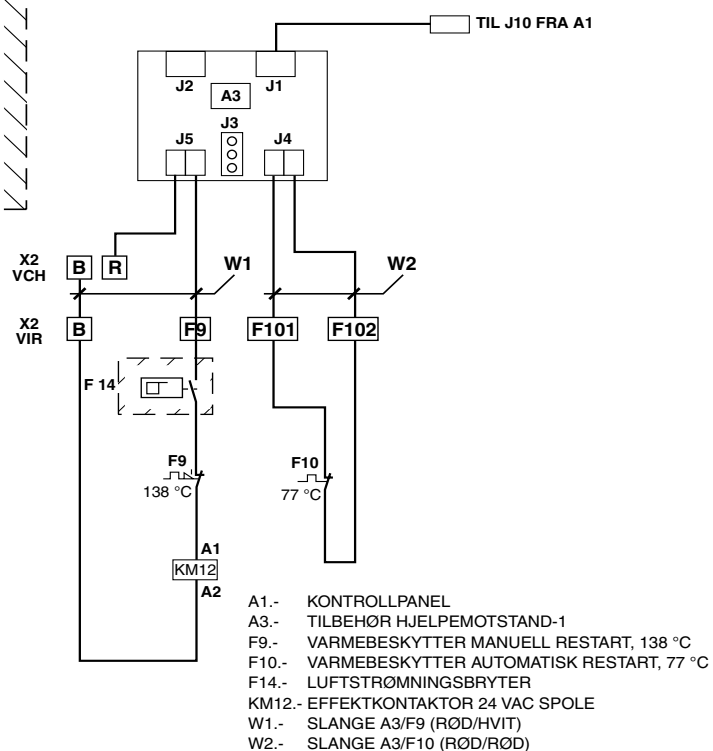 TIL J10 FRA A1
J2
J1
A3
J3
J5
J4
X2
VCH
B
R
W1
W2
X2
VIR
B
F9
F101
F102
F 14
F9
138 °C
F10
77 °C
A1
KM12
A2
A1.- KONTROLLPANEL
A3.- TILBEHØR HJELPEMOTSTAND-1
F9.- VARMEBESKYTTER MANUELL RESTART, 138 °C
F10.- VARMEBESKYTTER AUTOMATISK RESTART, 77 °C
F14.- LUFTSTRØMNINGSBRYTER
KM12.- EFFEKTKONTAKTOR 24 VAC SPOLE
W1.- SLANGE A3/F9 (RØD/HVIT)
W2.- SLANGE A3/F10 (RØD/RØD)